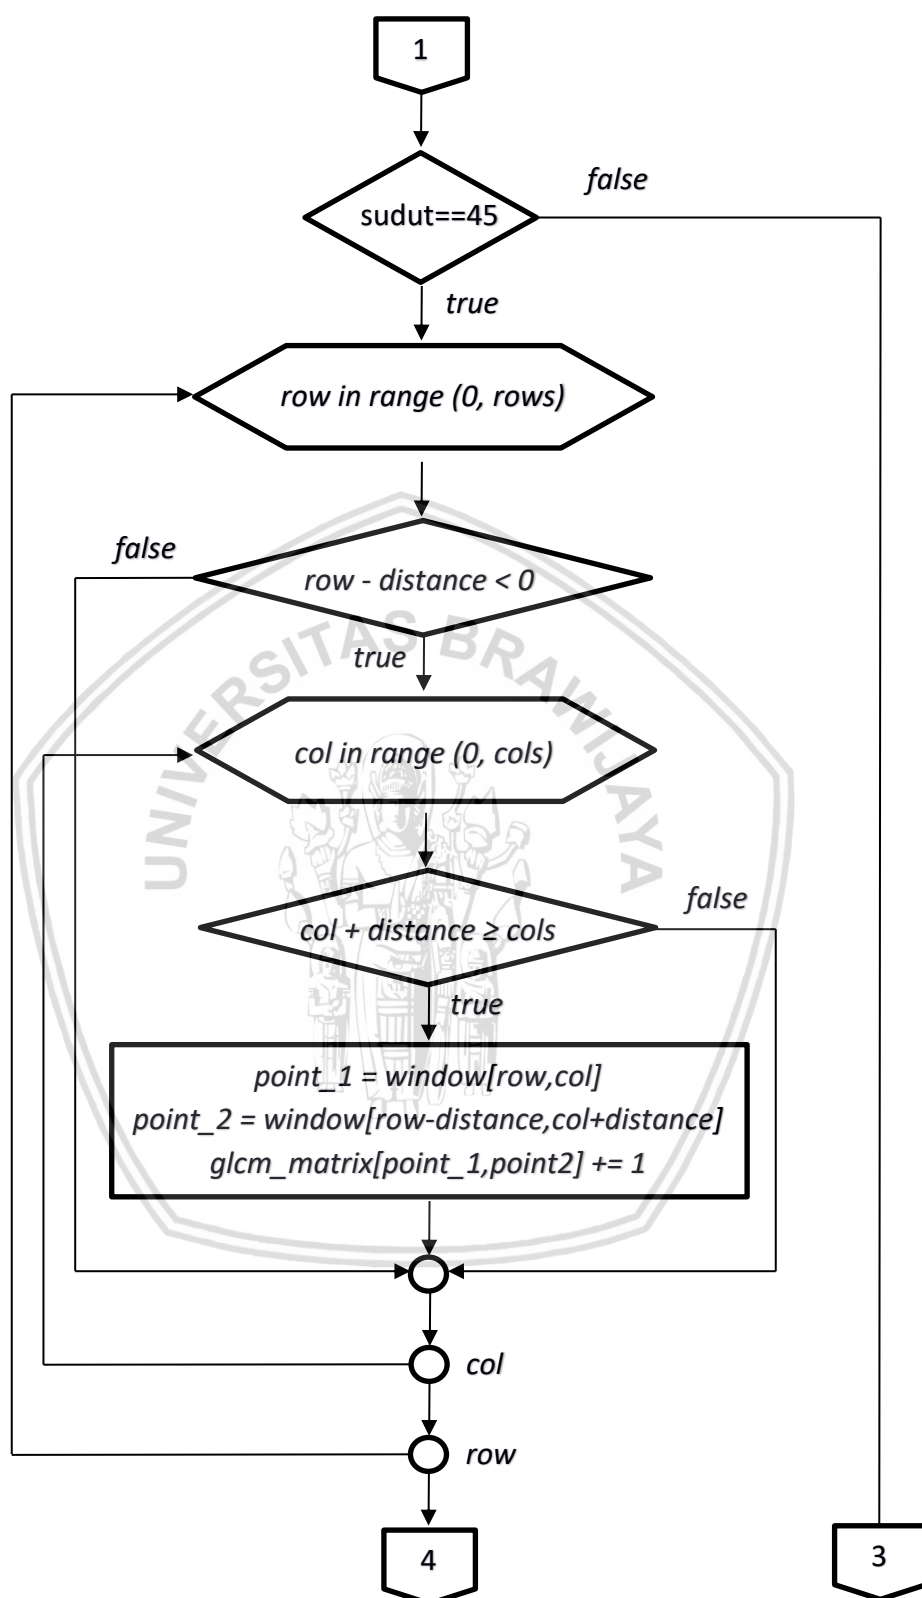 1
sudut==45
false
true
row in range (0, rows)
false
row - distance < 0
true
col in range (0, cols)
col + distance ≥ cols
false
true
point_1 = window[row,col]
point_2 = window[row-distance,col+distance]
glcm_matrix[point_1,point2] += 1
col
row
4
3
UNIVERSITAS BRAWIJAYA